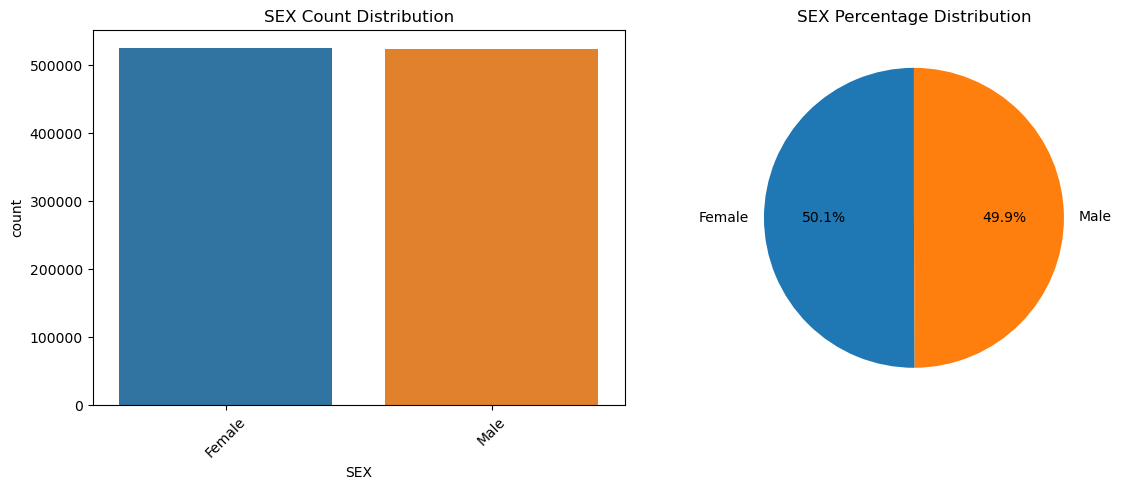 SEX Count Distribution
500000
400000
300000
200000
100000
0
count
Female
Male
SEX
SEX Percentage Distribution
Female
50.1%
49.9%
Male